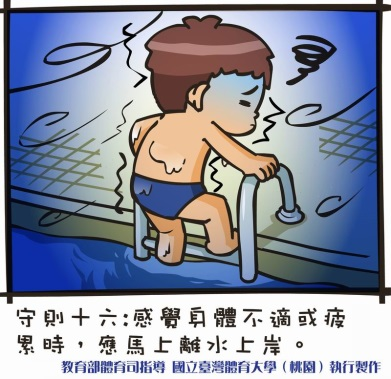 守則十六:感覺身體不適或疲
累時，應馬上離水上岸。
教育部體育司指導 國立臺灣體育大學（桃園）執行製作